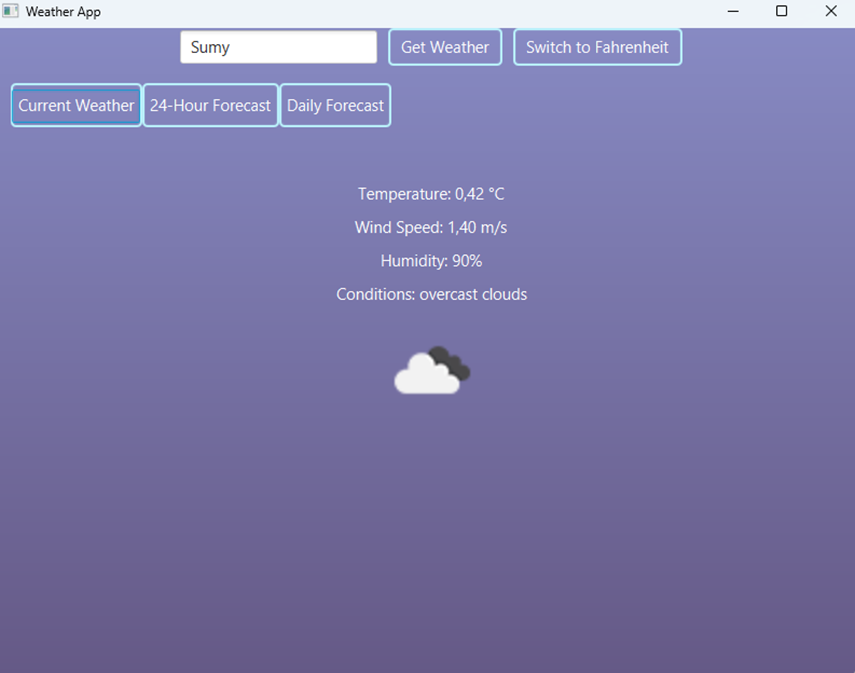 Weather App
Sumy Get Weather Switch to Fahrenheit
Current Weather 24-Hour Forecast Daily Forecast
Temperature: 0,42 °C
Wind Speed: 1,40 m/s
Humidity: 90%
Conditions: overcast clouds